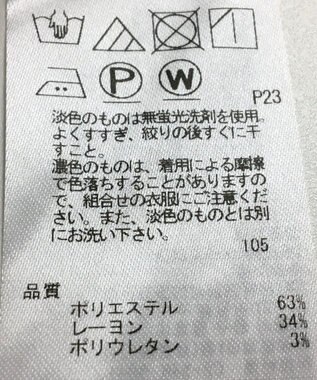 P W
P23
淡色のものは無蛍光洗剤を使用。
よくすすぎ、絞りの後すぐに干
すこと。
濃色のものは、着用による摩擦
で色落ちすることがありますの
で、組合せの衣服にご注意くだ
さい。また、淡色のものとは別
にお洗い下さい。
105
品質
ポリエステル 63%
レーヨン 34%
ポリウレタン 3%